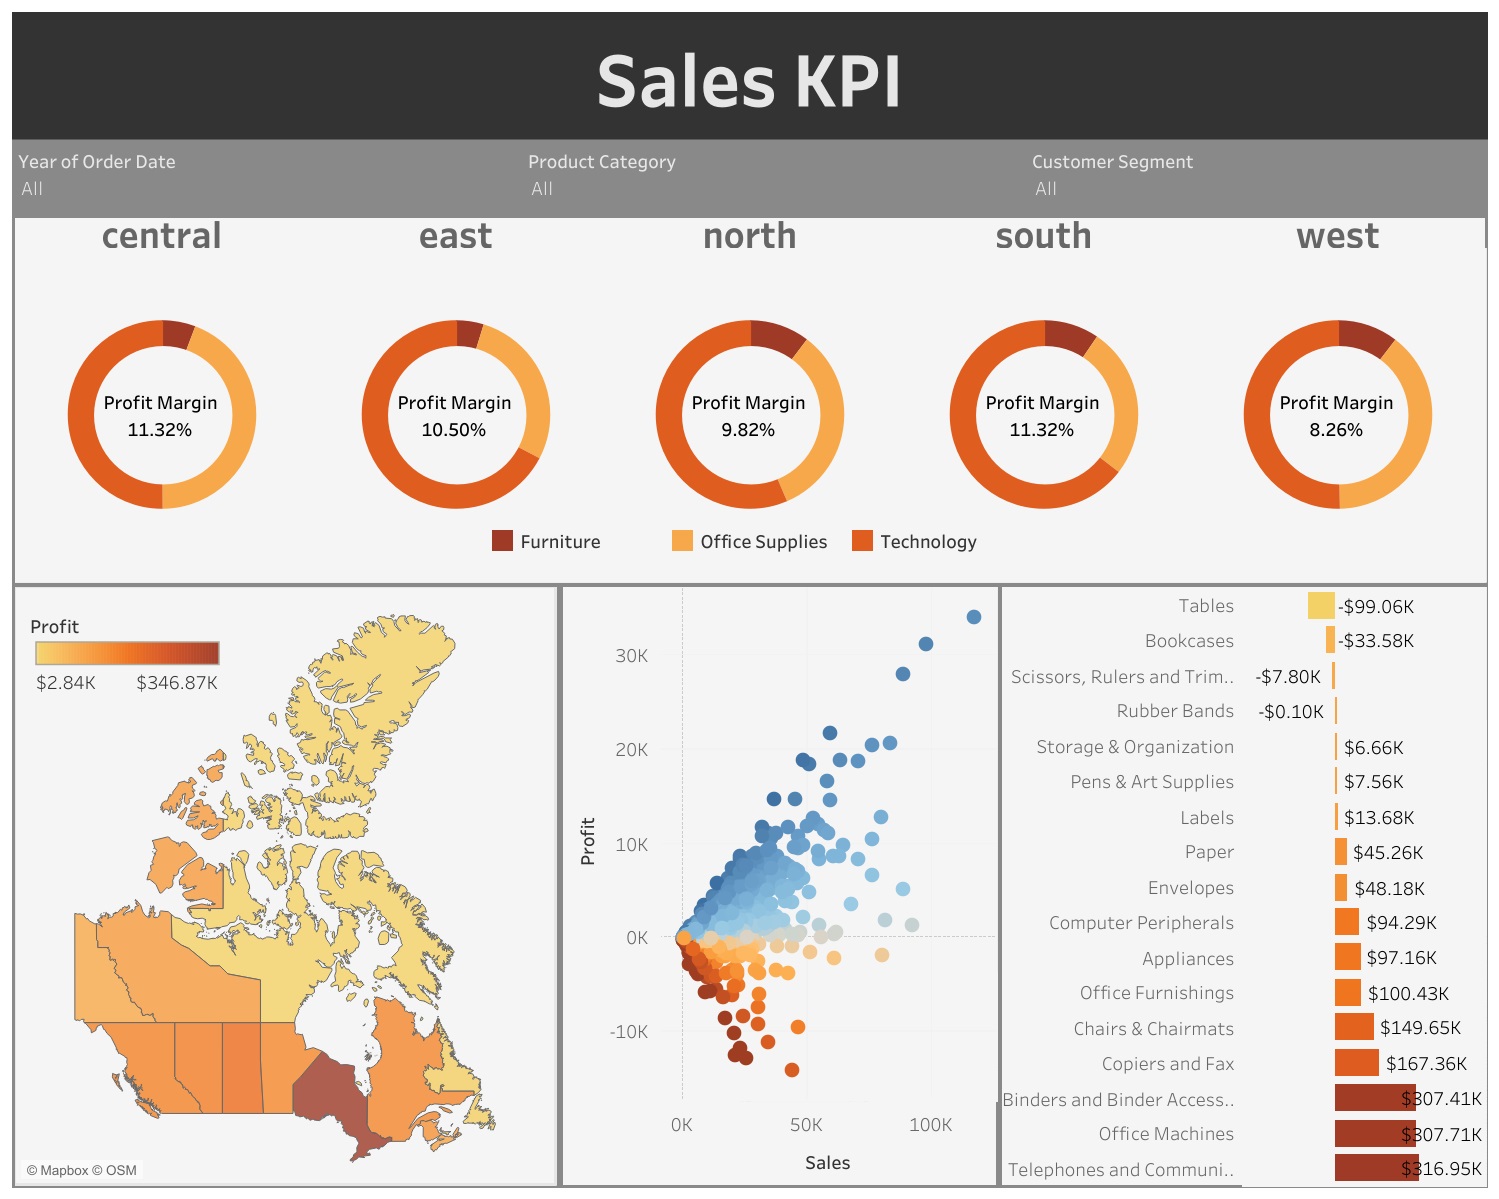 Sales KPI
Year of Order Date
All
Product Category
All
Customer Segment
All
central
east
north
south
west
Profit Margin
11.32%
Profit Margin
10.50%
Profit Margin
9.82%
Profit Margin
11.32%
Profit Margin
8.26%
Furniture
Office Supplies
Technology
Profit
$2.84K
$346.87K
© Mapbox © OSM
Profit
30K
20K
10K
0K
-10K
0K
50K
100K
Sales
Tables -$99.06K
Bookcases -$33.58K
Scissors, Rulers and Trim.. -$7.80K
Rubber Bands -$0.10K
Storage & Organization $6.66K
Pens & Art Supplies $7.56K
Labels $13.68K
Paper $45.26K
Envelopes $48.18K
Computer Peripherals $94.29K
Appliances $97.16K
Office Furnishings $100.43K
Chairs & Chairmats $149.65K
Copiers and Fax $167.36K
Binders and Binder Access.. $307.41K
Office Machines $307.71K
Telephones and Communi.. $316.95K